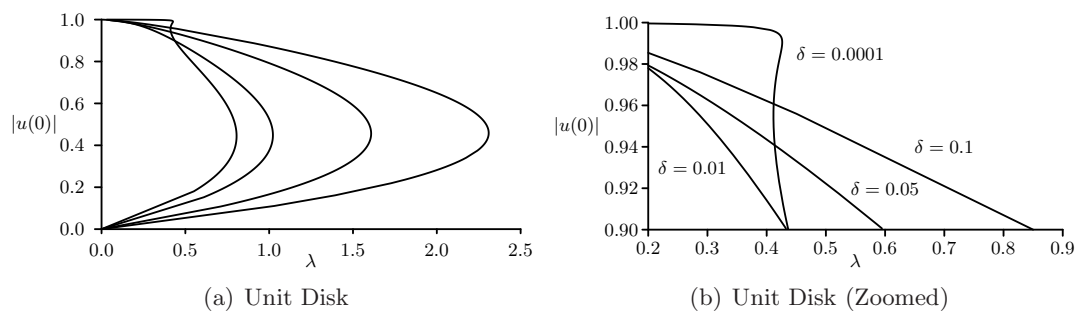 1.0
0.8
0.6
|u(0)|
0.4
0.2
0.0
0.0 0.5 1.0 1.5 2.0 2.5
λ
(a) Unit Disk
1.00
0.98
0.96
|u(0)|
0.94
0.92
0.90
δ = 0.0001
δ = 0.1
δ = 0.01
δ = 0.05
0.2 0.3 0.4 0.5 0.6 0.7 0.8 0.9
λ
(b) Unit Disk (Zoomed)